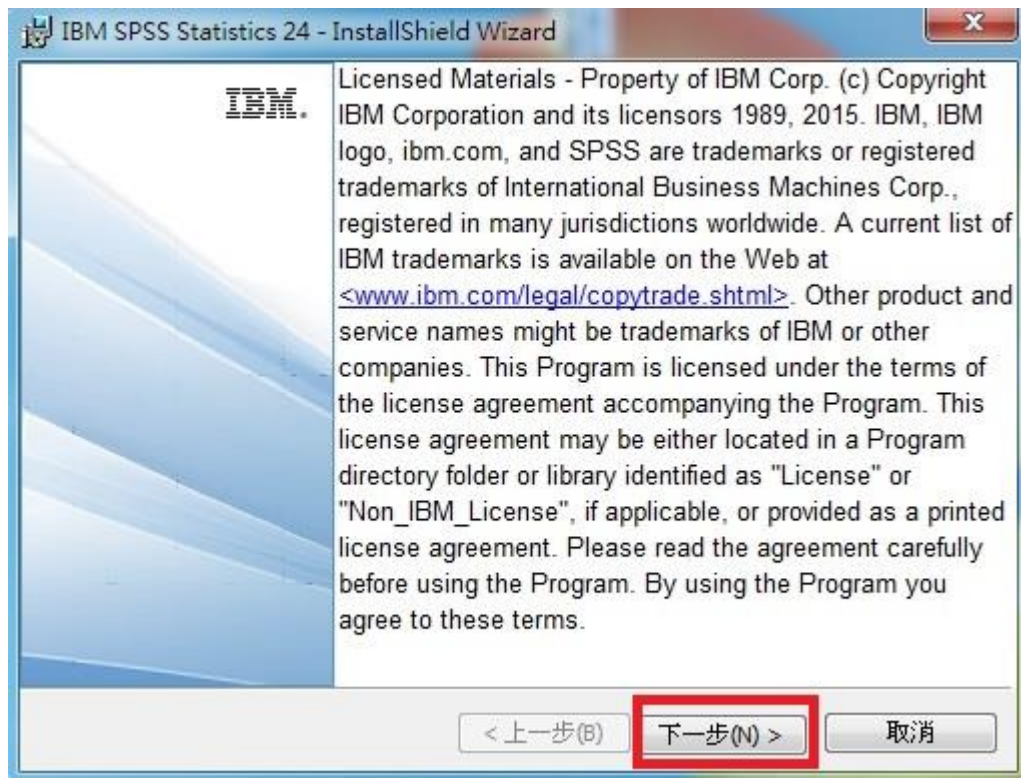 IBM SPSS Statistics 24 - InstallShield Wizard
IBM.
Licensed Materials - Property of IBM Corp. (c) Copyright
IBM Corporation and its licensors 1989, 2015. IBM, IBM
logo, ibm.com, and SPSS are trademarks or registered
trademarks of International Business Machines Corp.,
registered in many jurisdictions worldwide. A current list of
IBM trademarks is available on the Web at
<www.ibm.com/legal/copytrade.shtml>. Other product and
service names might be trademarks of IBM or other
companies. This Program is licensed under the terms of
the license agreement accompanying the Program. This
license agreement may be either located in a Program
directory folder or library identified as "License" or
"Non_IBM_License", if applicable, or provided as a printed
license agreement. Please read the agreement carefully
before using the Program. By using the Program you
agree to these terms.
< 上一步(B) 下一步(N) > 取消